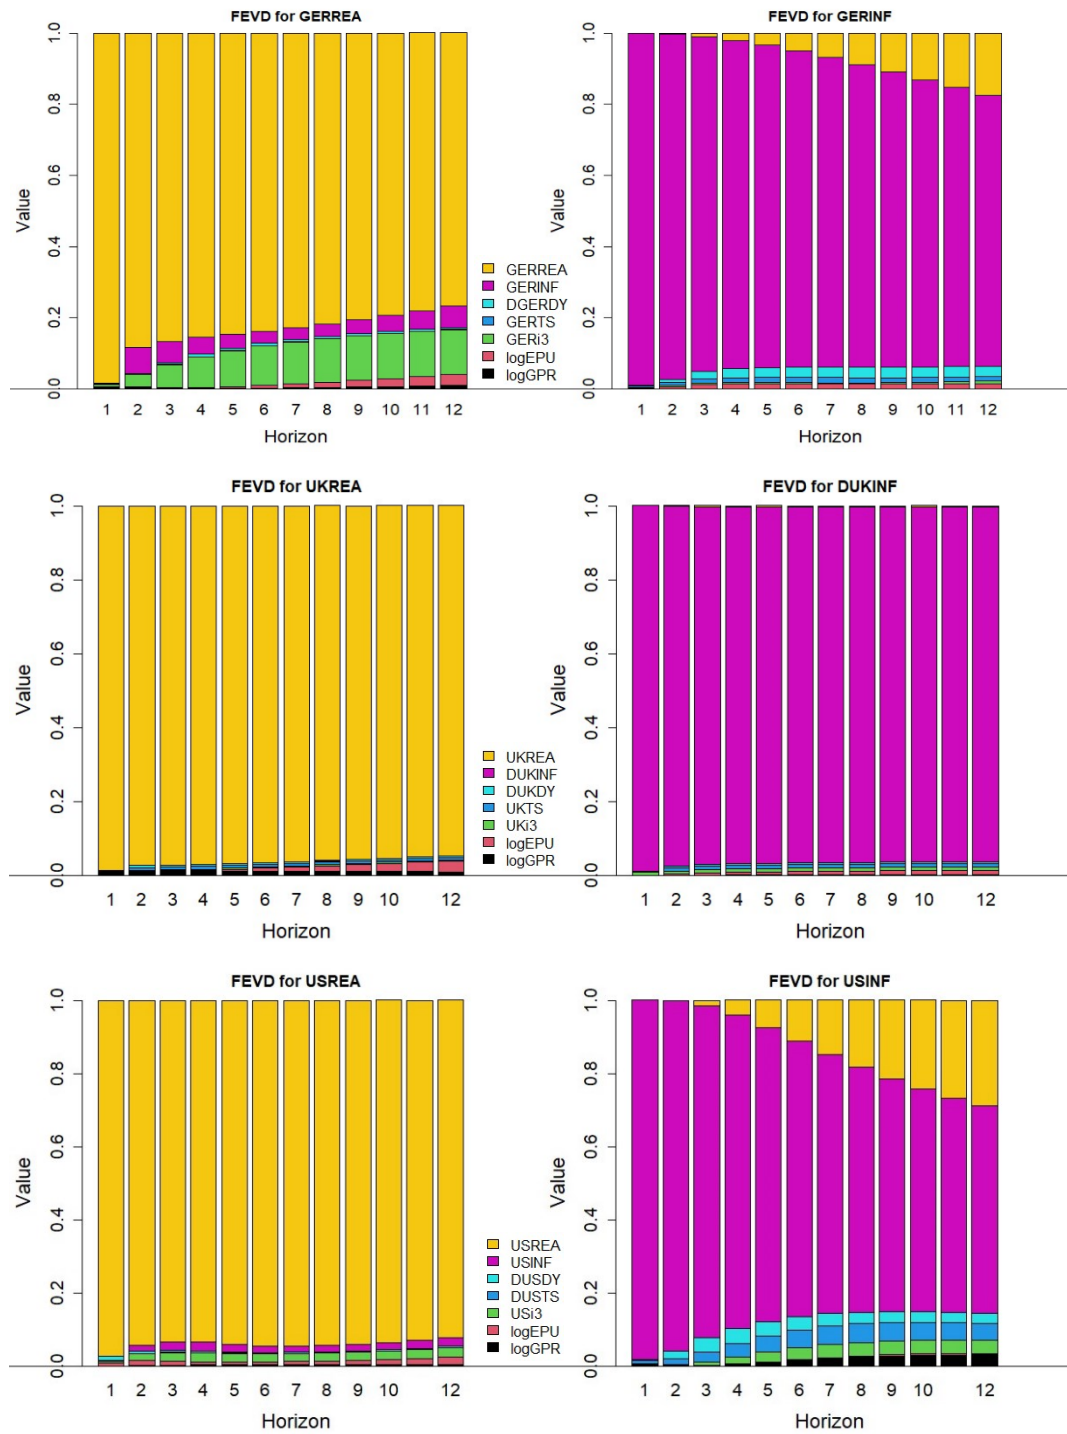 FEVD for GERREA
Value
0.0 0.2 0.4 0.6 0.8 1.0
1 2 3 4 5 6 7 8 9 10 11 12
Horizon
GERREA
GERINF
DGERDY
GERTS
GERi3
logEPU
logGPR
FEVD for GERINF
Value
0.0 0.2 0.4 0.6 0.8 1.0
1 2 3 4 5 6 7 8 9 10 11 12
Horizon
FEVD for UKREA
Value
0.0 0.2 0.4 0.6 0.8 1.0
1 2 3 4 5 6 7 8 9 10 12
Horizon
UKREA
DUKINF
DUKDY
UKTS
UKi3
logEPU
logGPR
FEVD for DUKINF
Value
0.0 0.2 0.4 0.6 0.8 1.0
1 2 3 4 5 6 7 8 9 10 12
Horizon
FEVD for USREA
Value
0.0 0.2 0.4 0.6 0.8 1.0
1 2 3 4 5 6 7 8 9 10 12
Horizon
USREA
USINF
DUSDY
DUSTS
USi3
logEPU
logGPR
FEVD for USINF
Value
0.0 0.2 0.4 0.6 0.8 1.0
1 2 3 4 5 6 7 8 9 10 12
Horizon